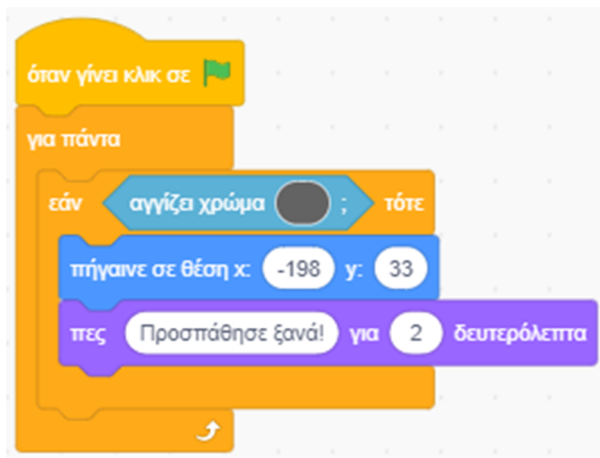 όταν γίνει κλικ σε
για πάντα
εάν αγγίζει χρώμα ; τότε
πήγαινε σε θέση x: -198 y: 33
πες Προσπάθησε ξανά! για 2 δευτερόλεπτα